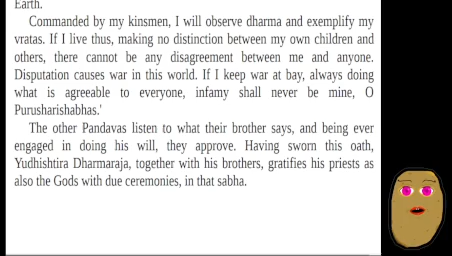 Earth.
Commanded by my kinsmen, I will observe dharma and exemplify my
vratas. If I live thus, making no distinction between my own children and
others, there cannot be any disagreement between me and anyone.
Disputation causes war in this world. If I keep war at bay, always doing
what is agreeable to everyone, infamy shall never be mine, O
Purusharishabhas.'
The other Pandavas listen to what their brother says, and being ever
engaged in doing his will, they approve. Having sworn this oath,
Yudhishtira Dharmaraja, together with his brothers, gratifies his priests as
also the Gods with due ceremonies, in that sabha.